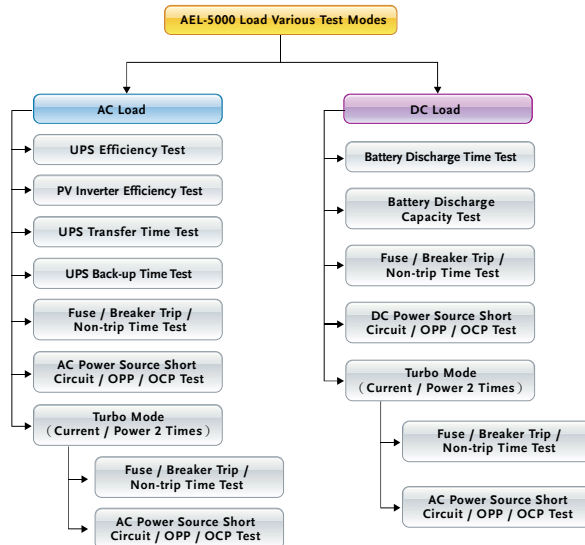 AEL-5000 Load Various Test Modes
AC Load
UPS Efficiency Test
PV Inverter Efficiency Test
UPS Transfer Time Test
UPS Back-up Time Test
Fuse / Breaker Trip /
Non-trip Time Test
AC Power Source Short
Circuit / OPP / OCP Test
Turbo Mode
（Current / Power 2 Times）
Fuse / Breaker Trip /
Non-trip Time Test
AC Power Source Short
Circuit / OPP / OCP Test
DC Load
Battery Discharge Time Test
Battery Discharge
Capacity Test
Fuse / Breaker Trip /
Non-trip Time Test
DC Power Source Short
Circuit / OPP / OCP Test
Turbo Mode
（Current / Power 2 Times）
Fuse / Breaker Trip /
Non-trip Time Test
AC Power Source Short
Circuit / OPP / OCP Test